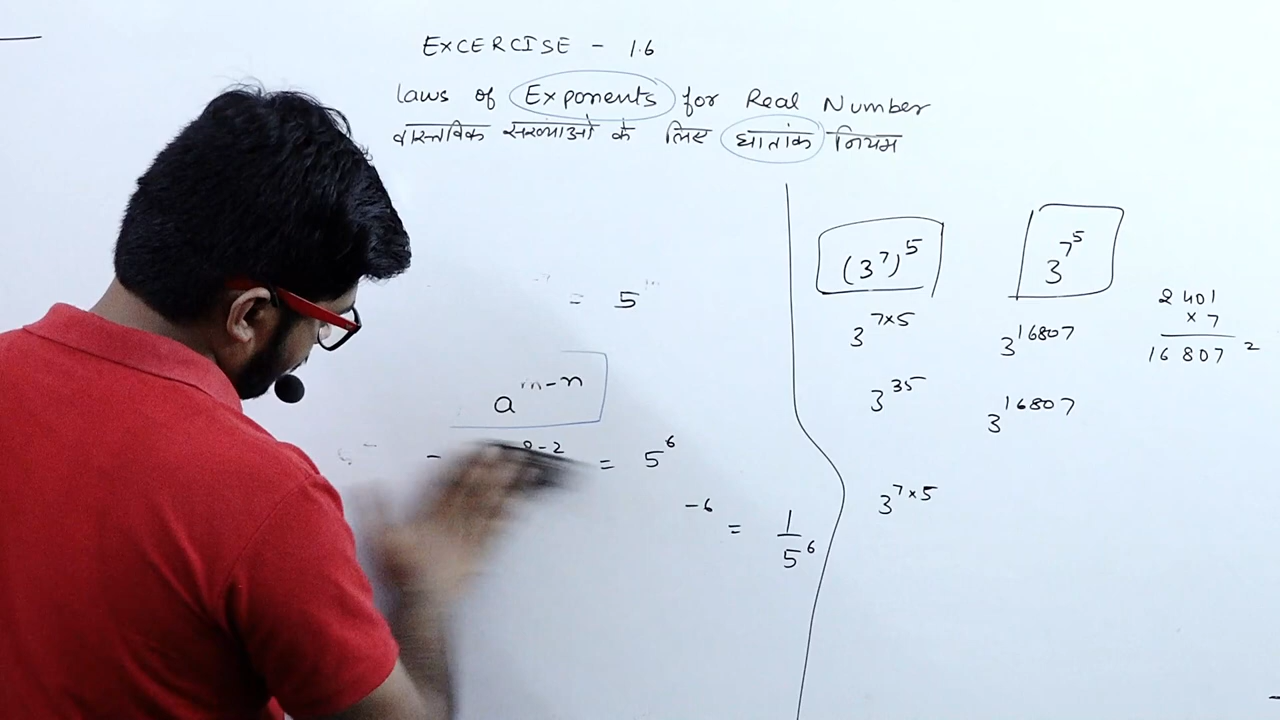 EXCERCISE - 1.6
laws of Exponents for Real Number
वास्तविक संख्याओं के लिए घातांक नियम
= 5
a^{m-n}
= 5^6
-6 = 1/5^6
(3^7)^5
3^{7×5}
3^{35}
3^{7×5}
3^{7^5}
3^{16807}
3^{16807}
2401
×7
16807